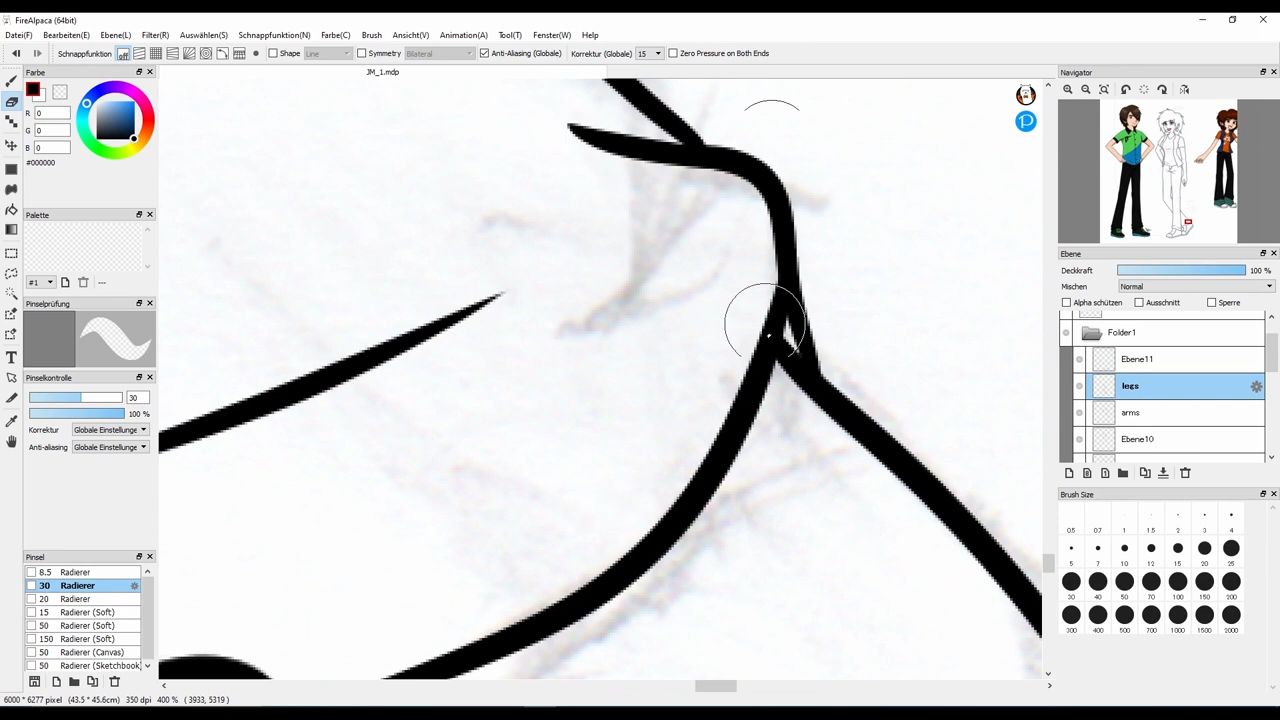 FireAlpaca (64bit)
Datei(F) Bearbeiten(E) Ebene(L) Filter(R) Auswählen(S) Schnappfunktion(N) Farbe(C) Brush Ansicht(V) Animation(A) Tool(T) Fenster(W) Help
Schnappfunktion off Shape Line Symmetry Bilateral Anti-Aliasing (Globale) Korrektur (Globale) 15 Zero Pressure on Both Ends
Farbe
JM_1.mdp
Navigator
R 0
G 0
B 0
#000000
Palette
#1
Pinselprüfung
Pinselkontrolle
30
100 %
Korrektur Globale Einstellunge
Anti-aliasing Globale Einstellunge
Pinsel
8.5 Radierer
30 Radierer
20 Radierer
15 Radierer (Soft)
50 Radierer (Soft)
150 Radierer (Soft)
50 Radierer (Canvas)
50 Radierer (Sketchbook)
Ebene
Deckkraft 100 %
Mischen Normal
Alpha schützen Ausschnitt Sperre
Folder1
Ebene11
legs
arms
Ebene10
Brush Size
0.5 0.7 1 1.5 2 3 4
5 7 10 12 15 20 25
30 40 50 70 100 150 200
300 400 500 700 1000 1500 2000
6000 * 6277 pixel (43.5 * 45.6cm) 350 dpi 400 % ( 3933, 5319 )